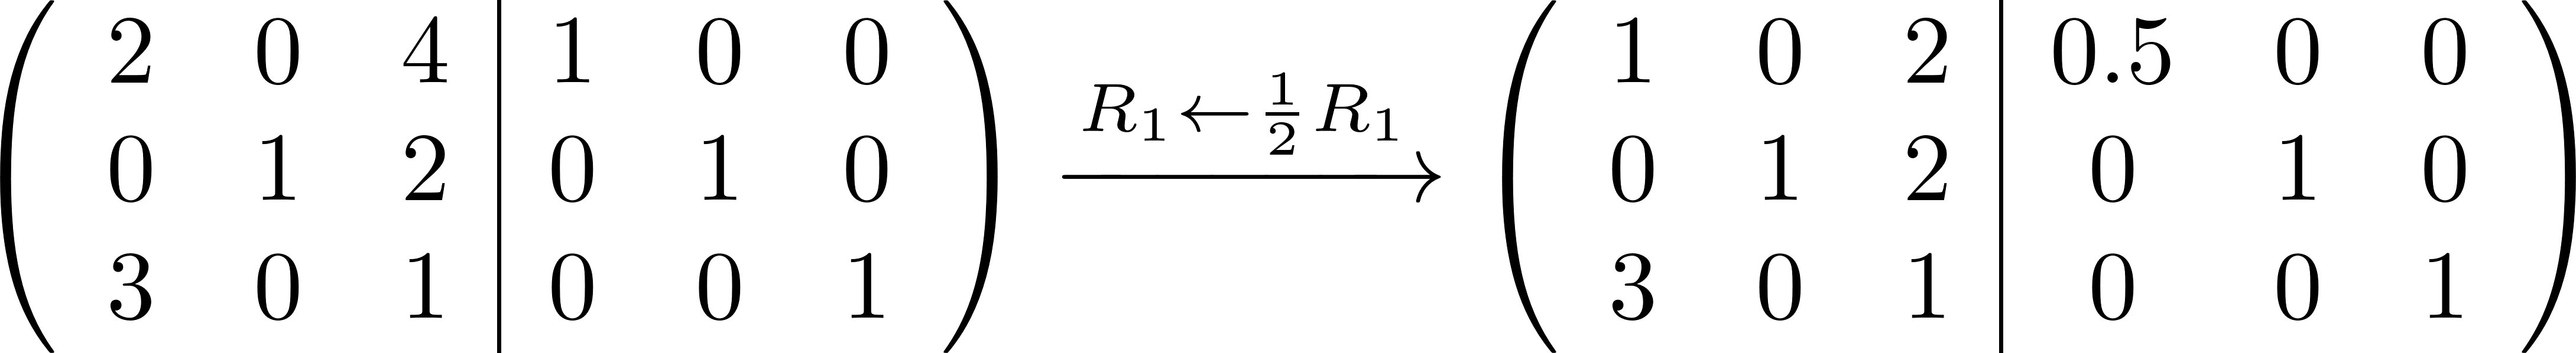 2 0 4 | 1 0 0 R₁←½R₁ 1 0 2 | 0.5 0 0
0 1 2 | 0 1 0 → 0 1 2 | 0 1 0
3 0 1 | 0 0 1 3 0 1 | 0 0 1